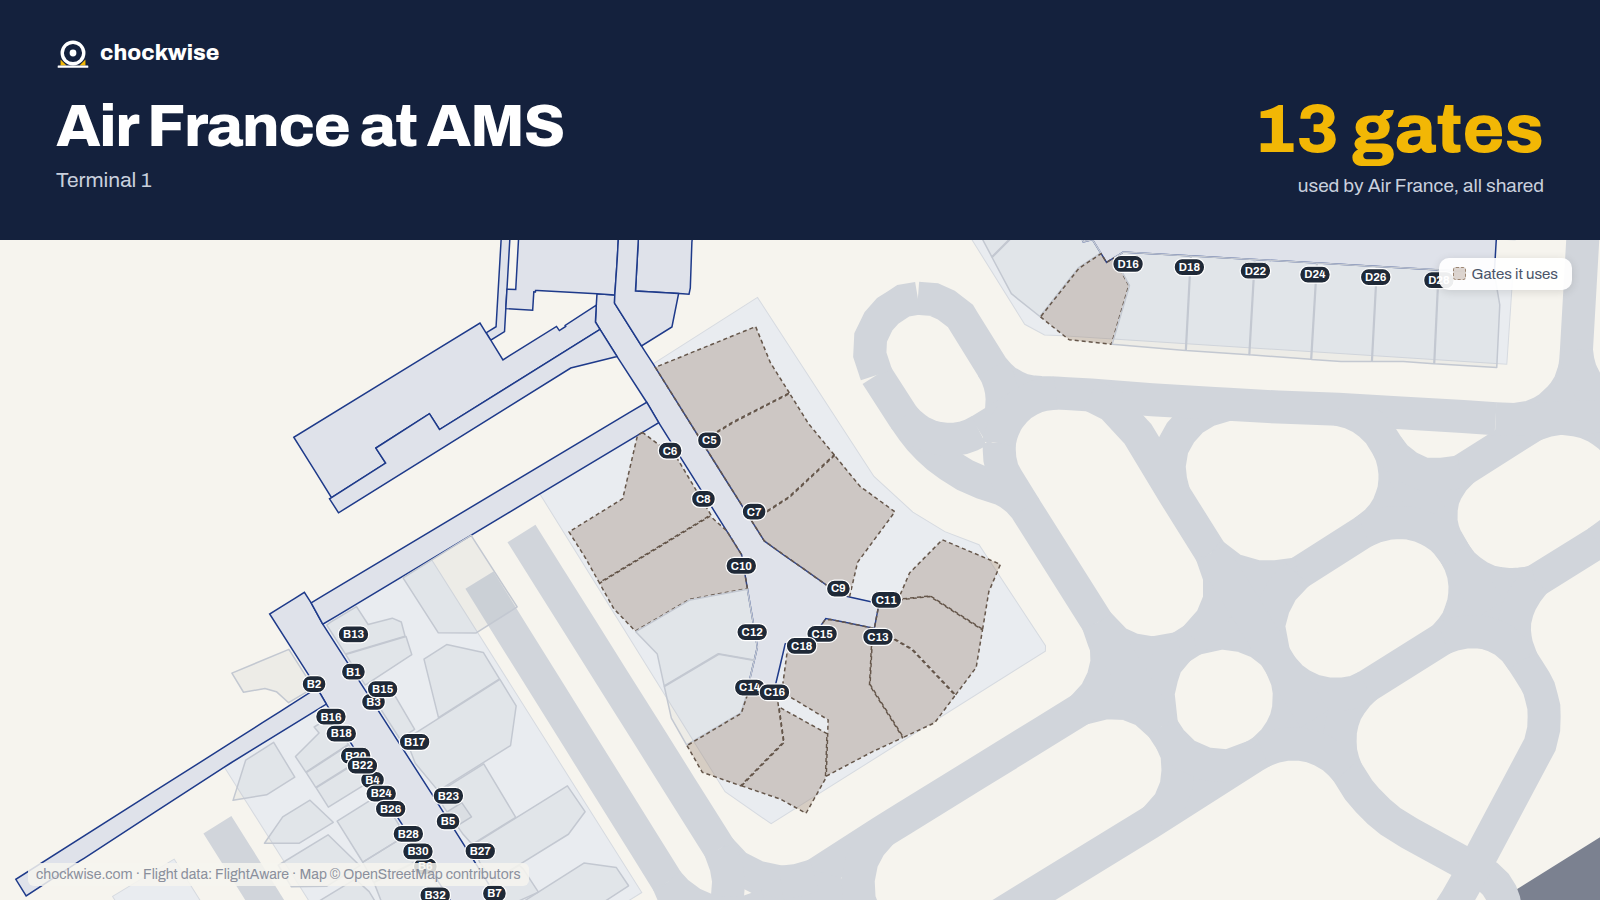 chockwise
Air France at AMS
Terminal 1
13 gates
used by Air France, all shared
Gates it uses
D16
D18
D22
D24
D26
C5
C6
C8
C7
C10
C9
C11
C12
C15
C13
C18
C14
C16
B13
B1
B2
B15
B3
B16
B18
B17
B20
B22
B4
B24
B23
B26
B5
B28
B30
B27
B32
B7
chockwise.com · Flight data: FlightAware · Map © OpenStreetMap contributors